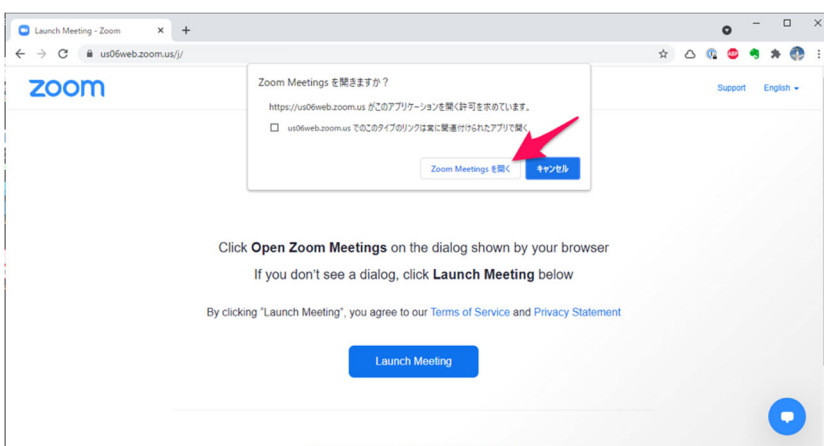 Launch Meeting - Zoom
us06web.zoom.us/j/
zoom
Support English
Zoom Meetings を開きますか？
https://us06web.zoom.us がこのアプリケーションを開く許可を求めています。
us06web.zoom.us でのこのタイプのリンクは常に関連付けられたアプリで開く
Zoom Meetings を開く キャンセル
Click Open Zoom Meetings on the dialog shown by your browser
If you don't see a dialog, click Launch Meeting below
By clicking "Launch Meeting", you agree to our Terms of Service and Privacy Statement
Launch Meeting